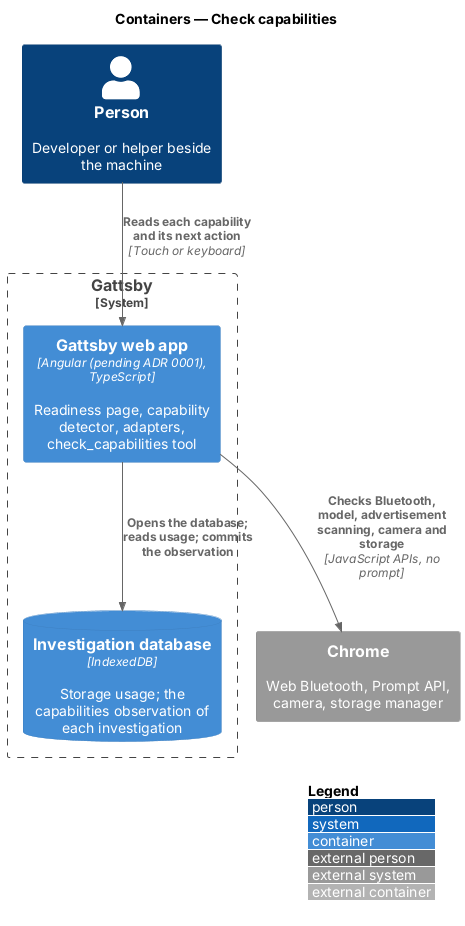 Containers — Check capabilities
Person
Developer or helper beside
the machine
Reads each capability
and its next action
[Touch or keyboard]
Gattsby
[System]
Gattsby web app
[Angular (pending ADR 0001),
TypeScript]
Readiness page, capability
detector, adapters,
check_capabilities tool
Opens the database;
reads usage; commits
the observation
Checks Bluetooth,
model, advertisement
scanning, camera and
storage
[JavaScript APIs, no
prompt]
Investigation database
[IndexedDB]
Storage usage; the
capabilities observation of
each investigation
Chrome
Web Bluetooth, Prompt API,
camera, storage manager
Legend
person
system
container
external person
external system
external container